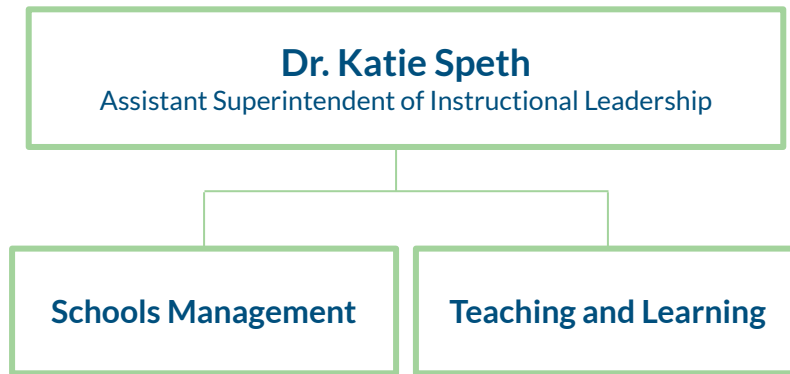 Dr. Katie Speth
Assistant Superintendent of Instructional Leadership
Schools Management
Teaching and Learning